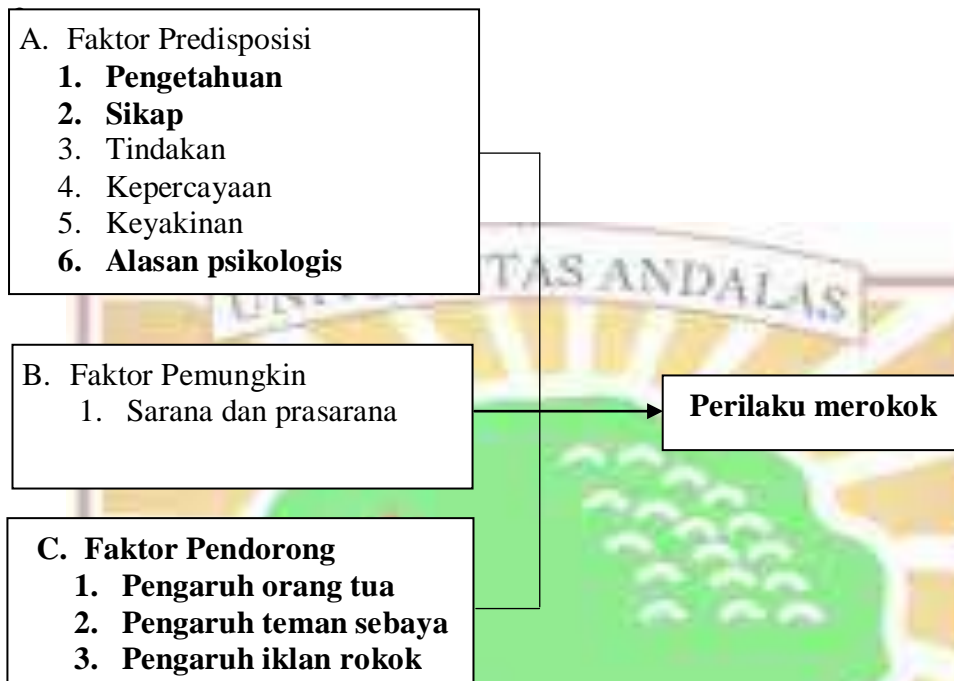 A. Faktor Predisposisi
1. Pengetahuan
2. Sikap
3. Tindakan
4. Kepercayaan
5. Keyakinan
6. Alasan psikologis
UNIVERSITAS ANDALAS
B. Faktor Pemungkin
1. Sarana dan prasarana
Perilaku merokok
C. Faktor Pendorong
1. Pengaruh orang tua
2. Pengaruh teman sebaya
3. Pengaruh iklan rokok